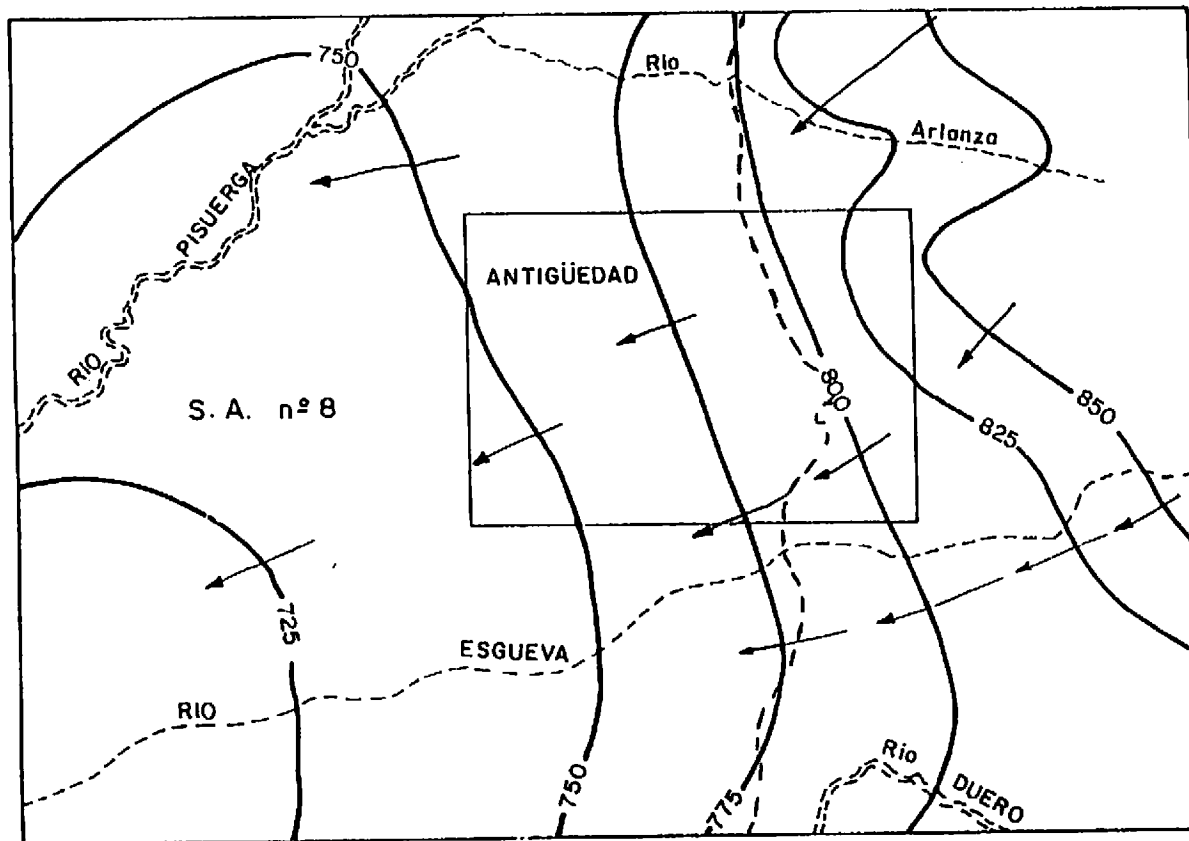 750
Rio
Arlanza
RIO PISUERGA
ANTIGÜEDAD
800
850
825
S. A. nº 8
725
ESGUEVA
RIO
750
775
Rio
DUERO